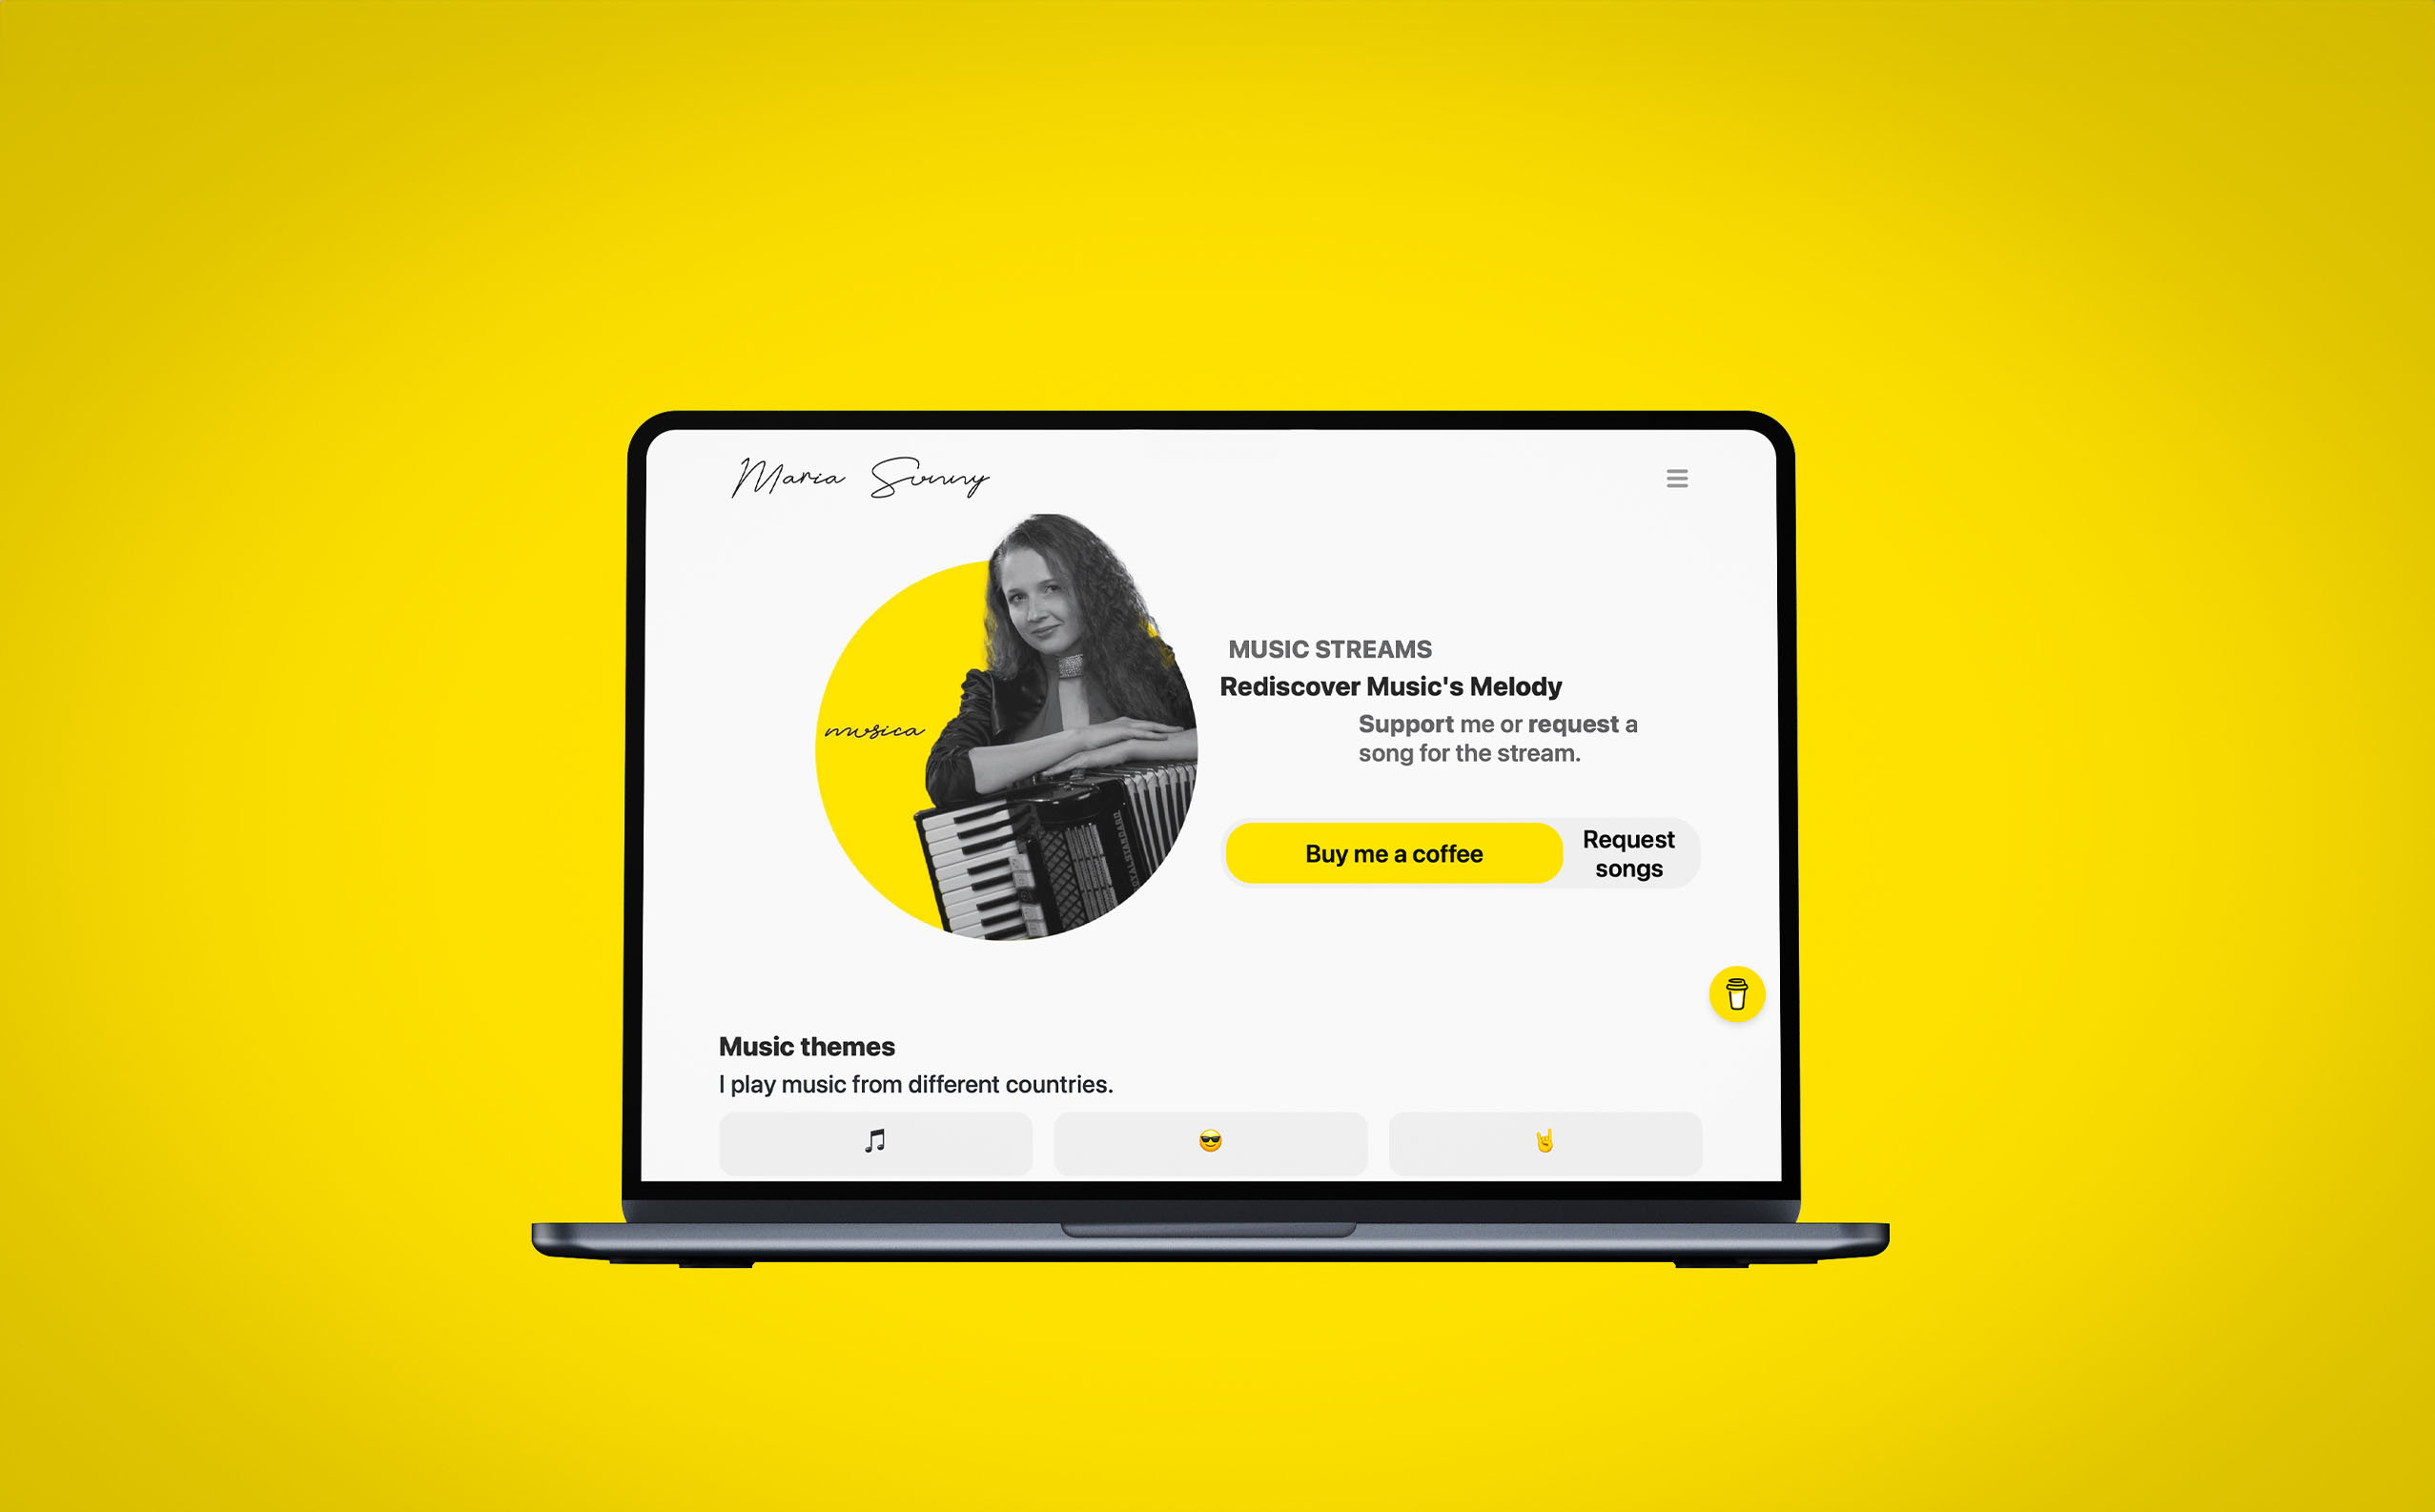 Maria Sunny
musica
MUSIC STREAMS
Rediscover Music's Melody
Support me or request a
song for the stream.
Buy me a coffee
Request
songs
Music themes
I play music from different countries.